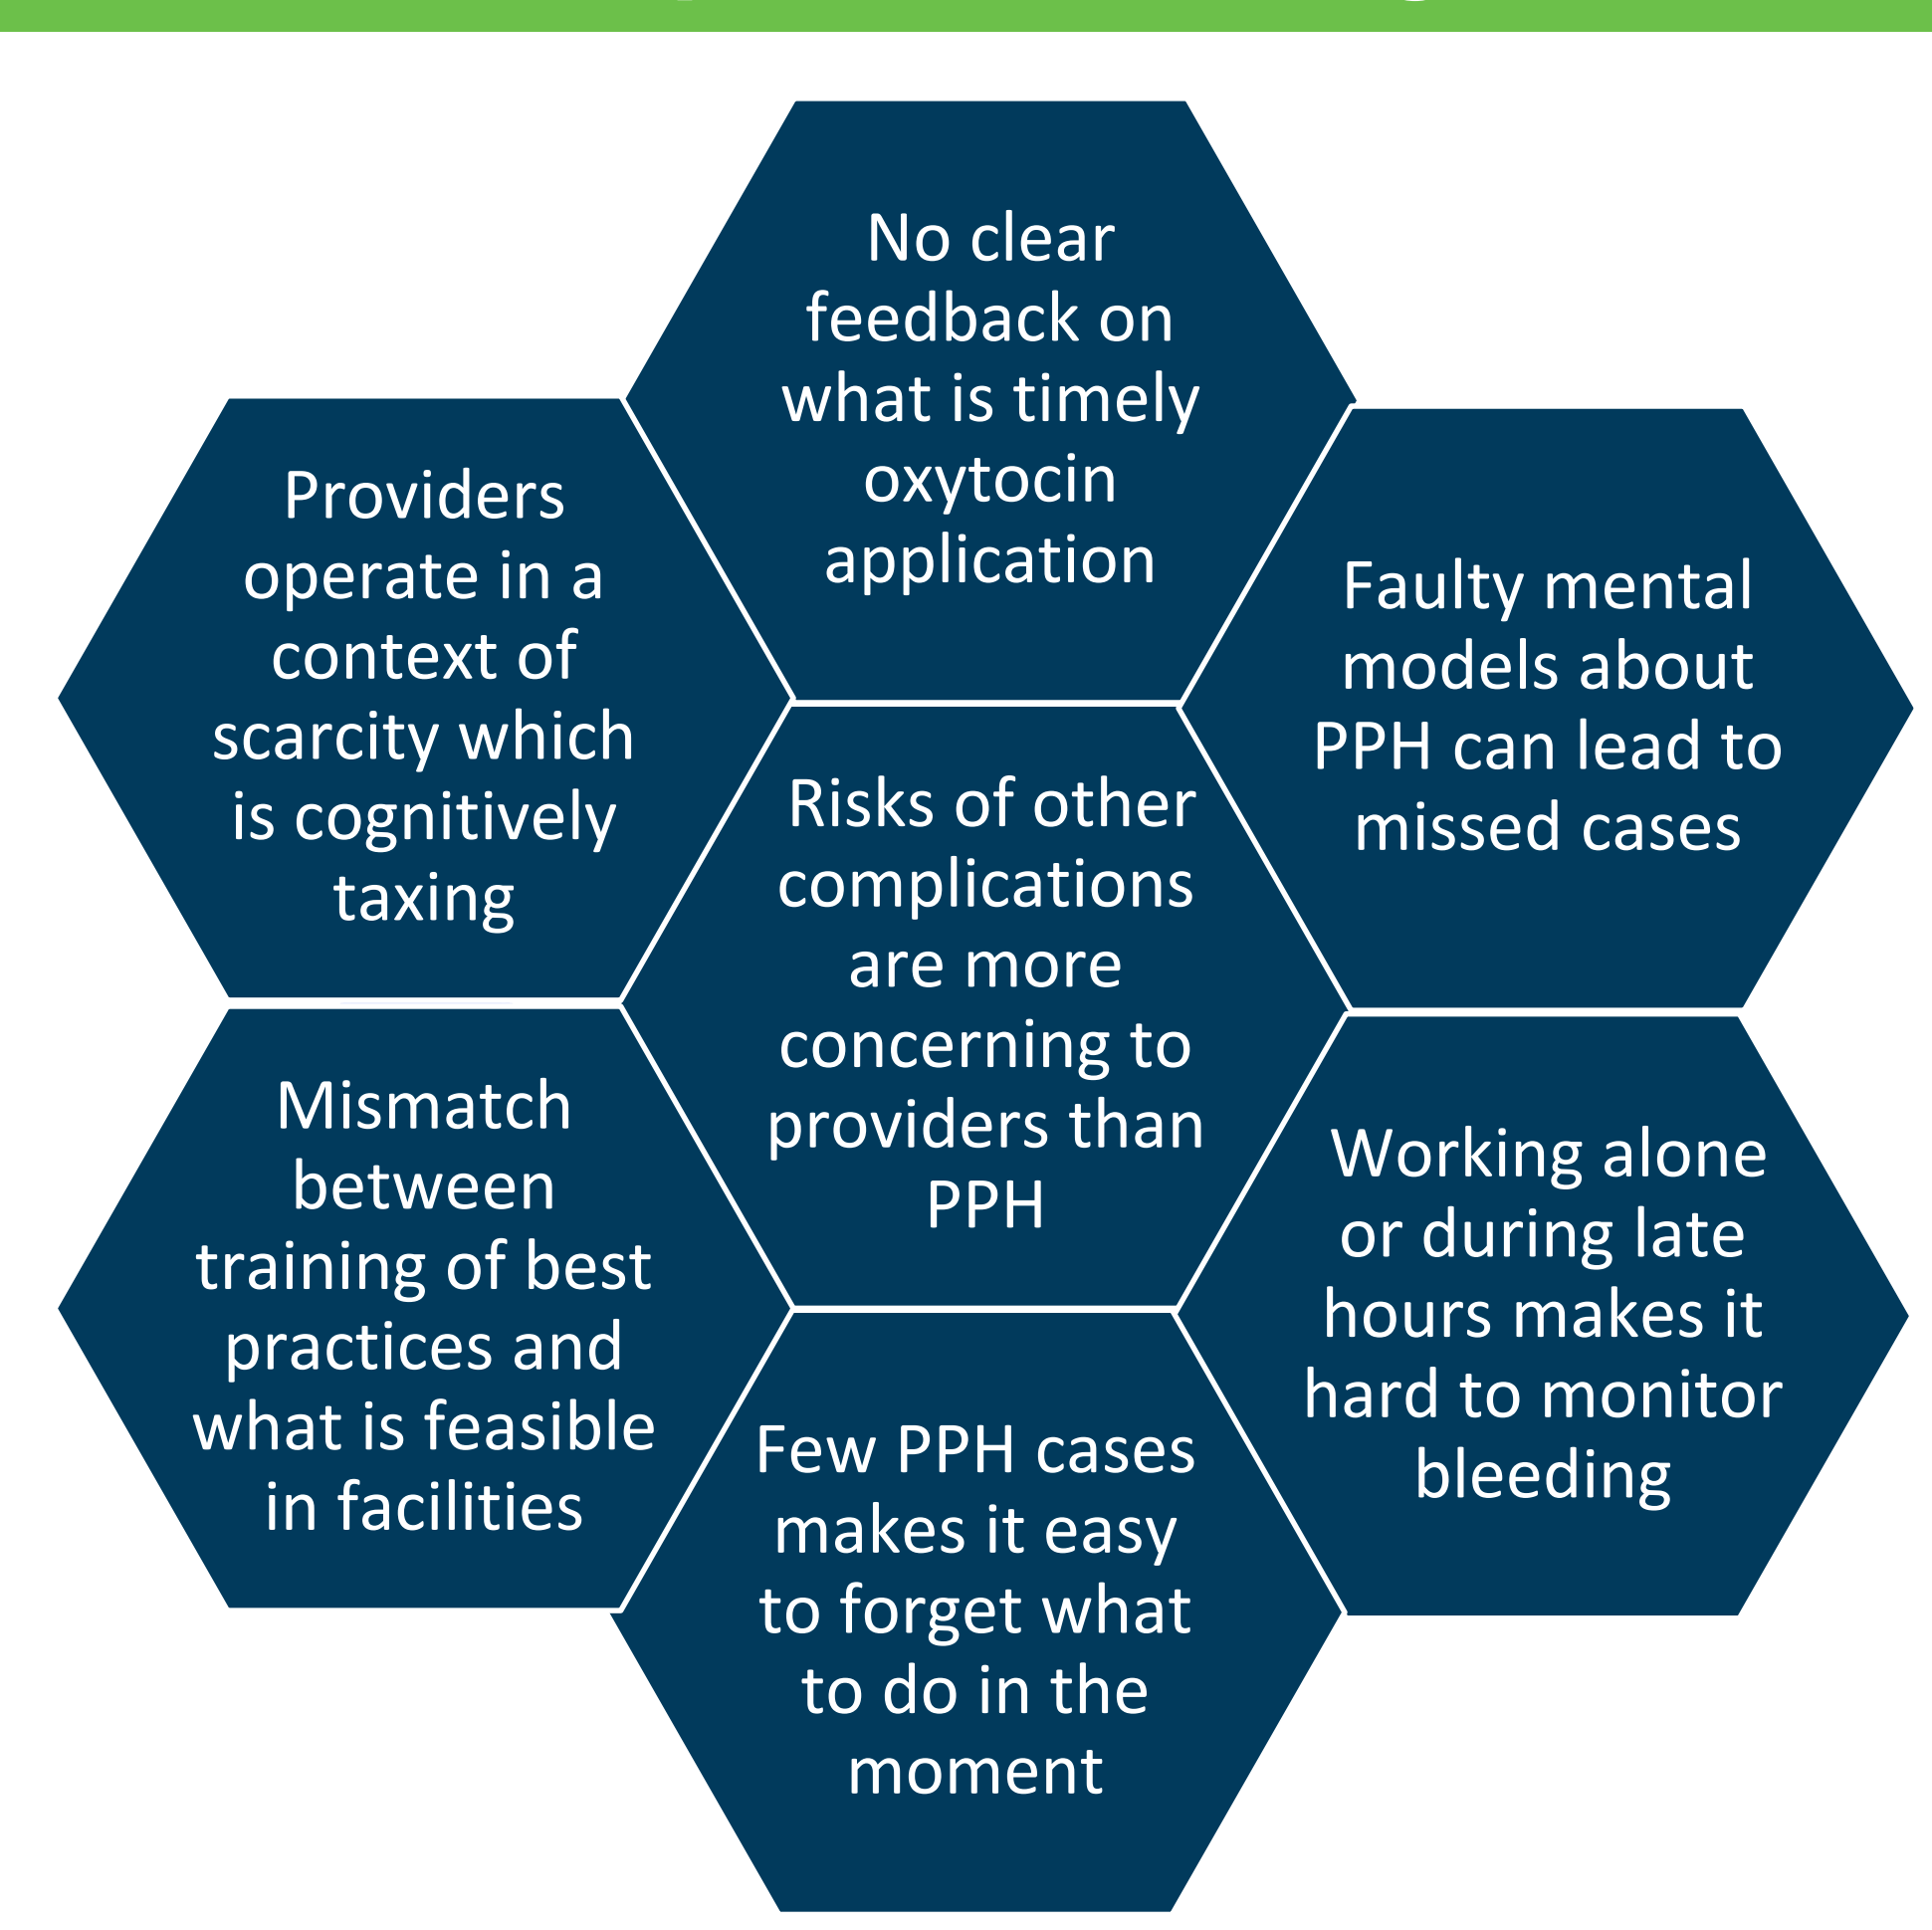 No clear
feedback on
what is timely
oxytocin
application
Providers
operate in a
context of
scarcity which
is cognitively
taxing
Faulty mental
models about
PPH can lead to
missed cases
Risks of other
complications
are more
concerning to
providers than
PPH
Mismatch
between
training of best
practices and
what is feasible
in facilities
Working alone
or during late
hours makes it
hard to monitor
bleeding
Few PPH cases
makes it easy
to forget what
to do in the
moment